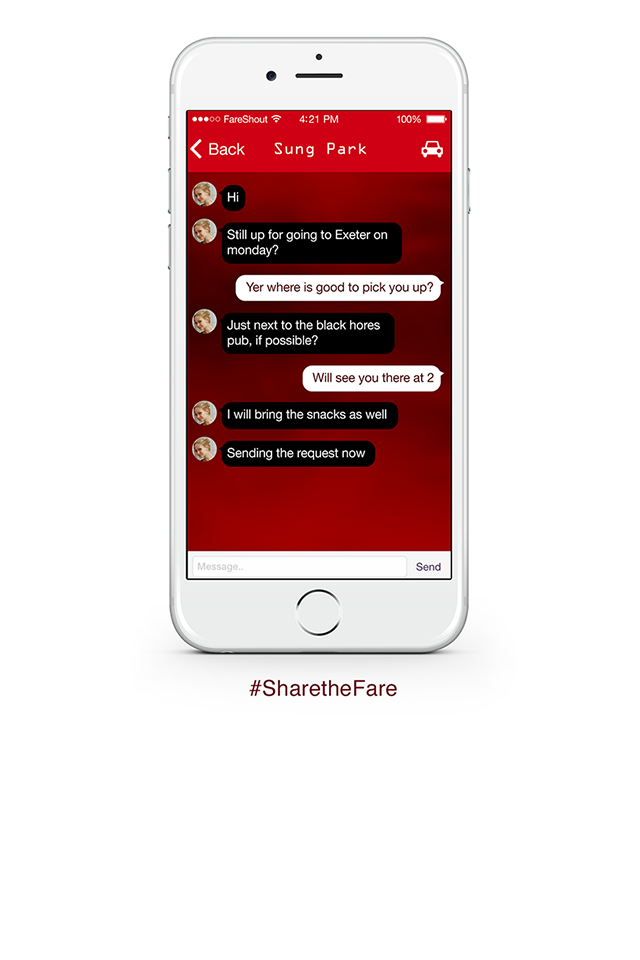 FareShout 4:21 PM 100%
Back Sung Park
Hi
Still up for going to Exeter on
monday?
Yer where is good to pick you up?
Just next to the black hores
pub, if possible?
Will see you there at 2
I will bring the snacks as well
Sending the request now
Message..
Send
#SharetheFare